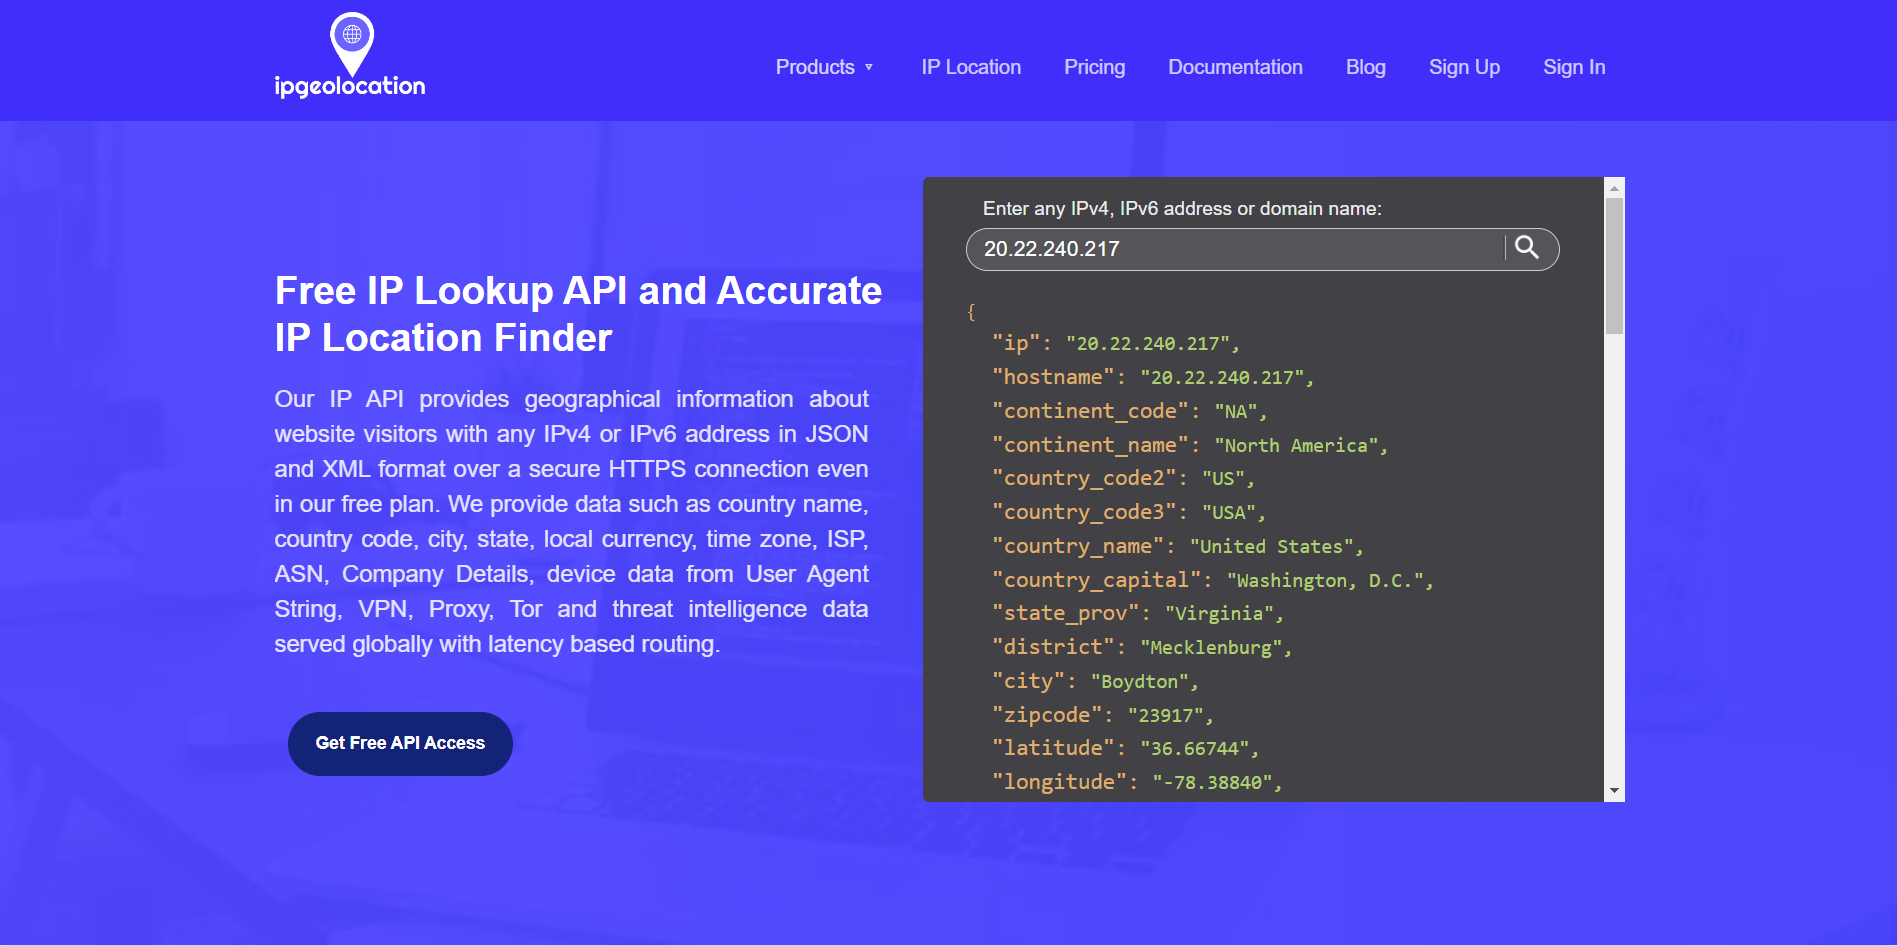 ipgeolocation
Products ▿
IP Location
Pricing
Documentation
Blog
Sign Up
Sign In
Free IP Lookup API and Accurate
IP Location Finder
Our IP API provides geographical information about
website visitors with any IPv4 or IPv6 address in JSON
and XML format over a secure HTTPS connection even
in our free plan. We provide data such as country name,
country code, city, state, local currency, time zone, ISP,
ASN, Company Details, device data from User Agent
String, VPN, Proxy, Tor and threat intelligence data
served globally with latency based routing.
Get Free API Access
Enter any IPv4, IPv6 address or domain name:
20.22.240.217
{
"ip": "20.22.240.217",
"hostname": "20.22.240.217",
"continent_code": "NA",
"continent_name": "North America",
"country_code2": "US",
"country_code3": "USA",
"country_name": "United States",
"country_capital": "Washington, D.C.",
"state_prov": "Virginia",
"district": "Mecklenburg",
"city": "Boydton",
"zipcode": "23917",
"latitude": "36.66744",
"longitude": "-78.38840",